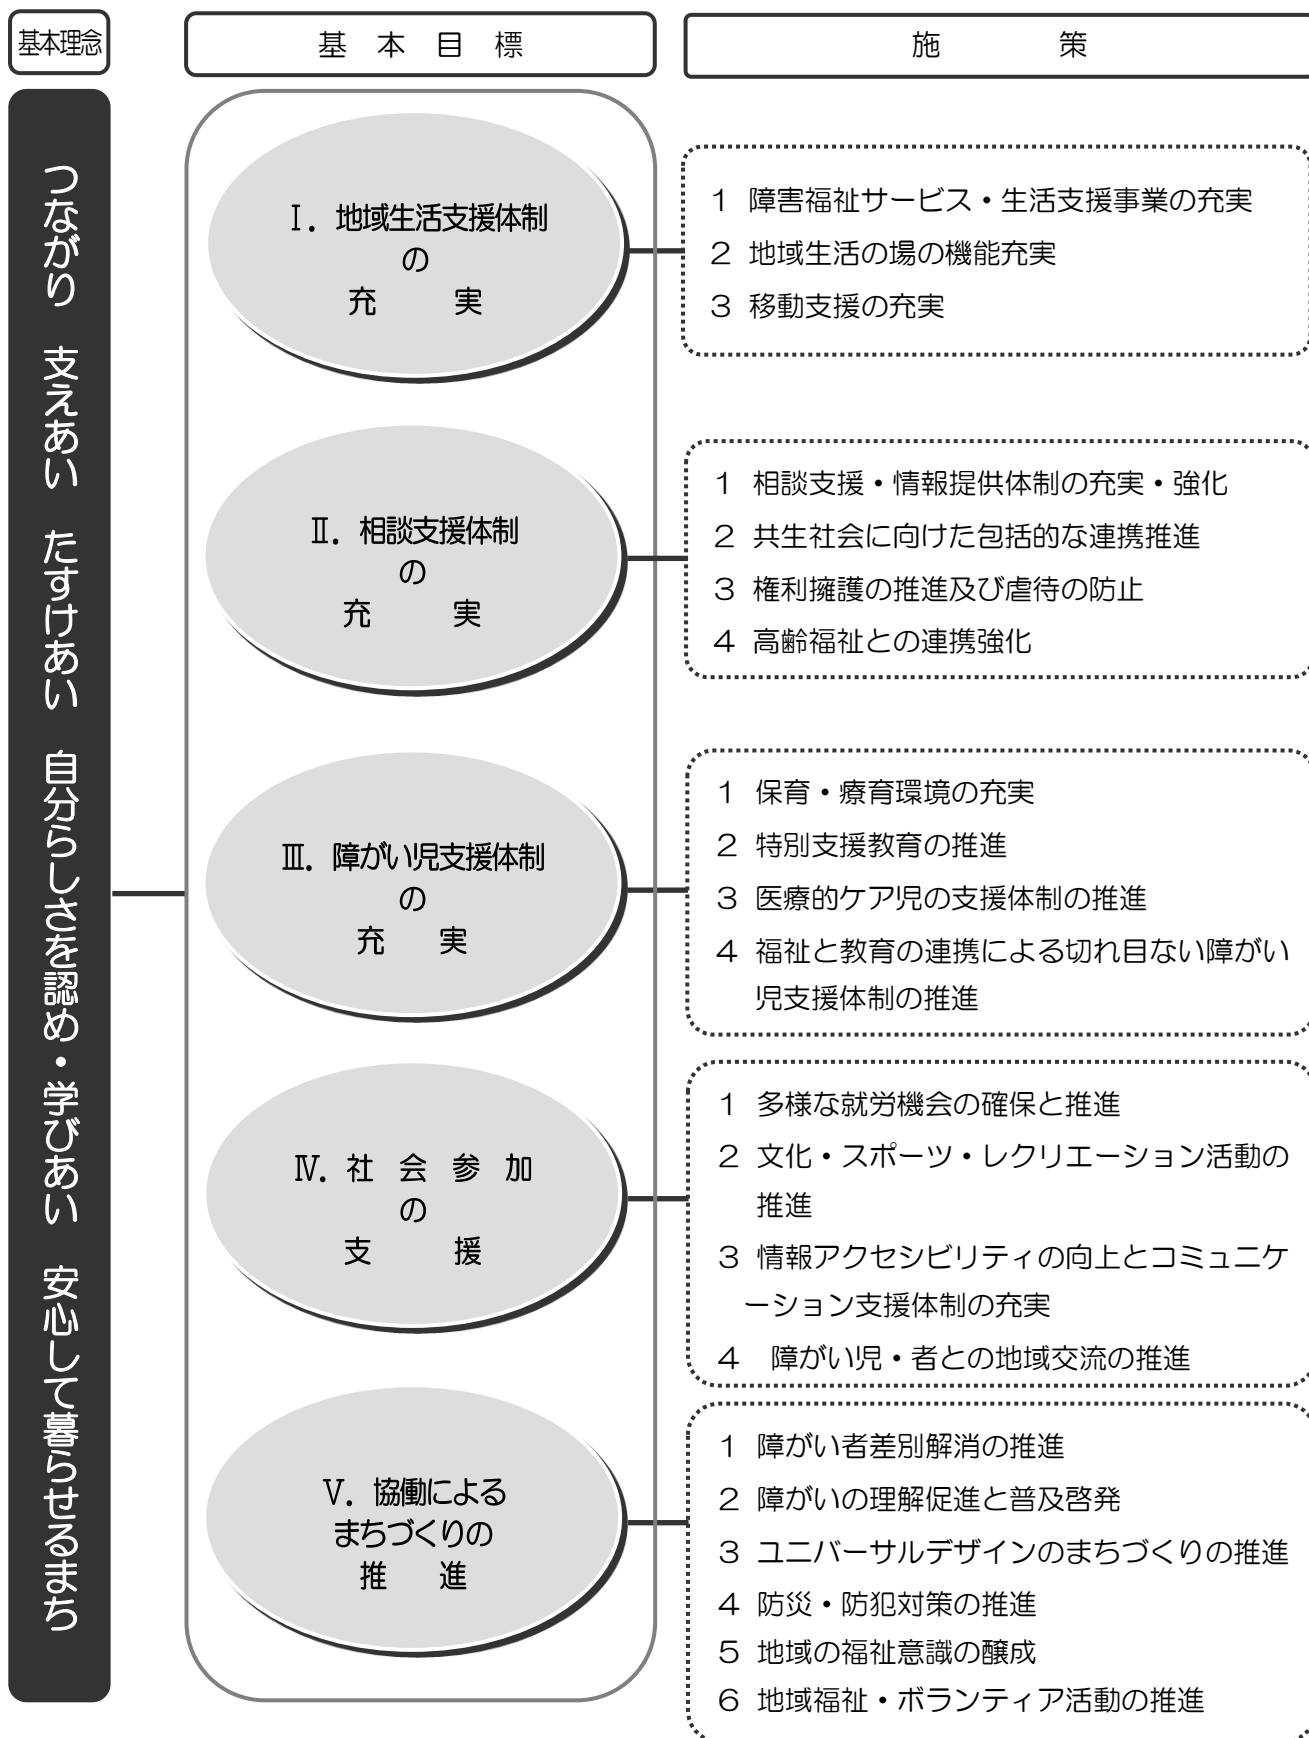 基本理念
基本目標
施策
つながり 支えあい たすけあい 自分らしさを認め・学びあい 安心して暮らせるまち
Ⅰ．地域生活支援体制
の
充実
1 障害福祉サービス・生活支援事業の充実
2 地域生活の場の機能充実
3 移動支援の充実
Ⅱ．相談支援体制
の
充実
1 相談支援・情報提供体制の充実・強化
2 共生社会に向けた包括的な連携推進
3 権利擁護の推進及び虐待の防止
4 高齢福祉との連携強化
Ⅲ．障がい児支援体制
の
充実
1 保育・療育環境の充実
2 特別支援教育の推進
3 医療的ケア児の支援体制の推進
4 福祉と教育の連携による切れ目ない障がい
児支援体制の推進
Ⅳ．社会参加
の
支援
1 多様な就労機会の確保と推進
2 文化・スポーツ・レクリエーション活動の
推進
3 情報アクセシビリティの向上とコミュニケ
ーション支援体制の充実
4 障がい児・者との地域交流の推進
Ⅴ．協働による
まちづくりの
推進
1 障がい者差別解消の推進
2 障がいの理解促進と普及啓発
3 ユニバーサルデザインのまちづくりの推進
4 防災・防犯対策の推進
5 地域の福祉意識の醸成
6 地域福祉・ボランティア活動の推進